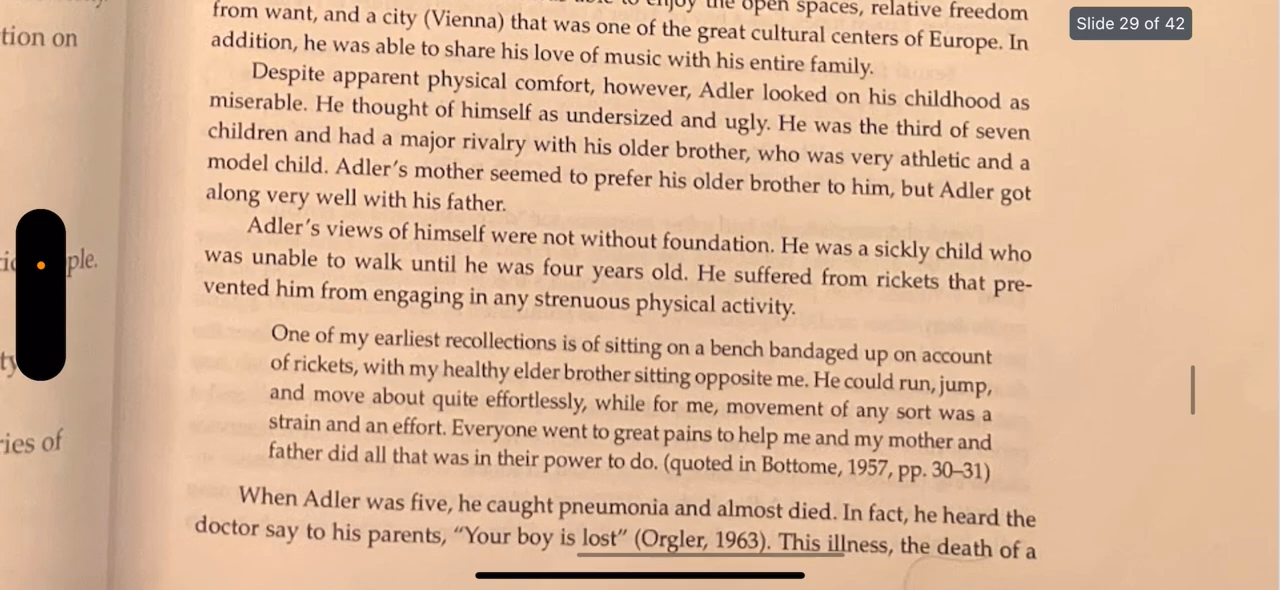 to enjoy the open spaces, relative freedom
from want, and a city (Vienna) that was one of the great cultural centers of Europe. In
addition, he was able to share his love of music with his entire family.
Despite apparent physical comfort, however, Adler looked on his childhood as
miserable. He thought of himself as undersized and ugly. He was the third of seven
children and had a major rivalry with his older brother, who was very athletic and a
model child. Adler's mother seemed to prefer his older brother to him, but Adler got
along very well with his father.
Adler's views of himself were not without foundation. He was a sickly child who
was unable to walk until he was four years old. He suffered from rickets that pre-
vented him from engaging in any strenuous physical activity.
One of my earliest recollections is of sitting on a bench bandaged up on account
of rickets, with my healthy elder brother sitting opposite me. He could run, jump,
and move about quite effortlessly, while for me, movement of any sort was a
strain and an effort. Everyone went to great pains to help me and my mother and
father did all that was in their power to do. (quoted in Bottome, 1957, pp. 30–31)
When Adler was five, he caught pneumonia and almost died. In fact, he heard the
doctor say to his parents, "Your boy is lost" (Orgler, 1963). This illness, the death of a
tion on
ple.
ty
ries of
Slide 29 of 42